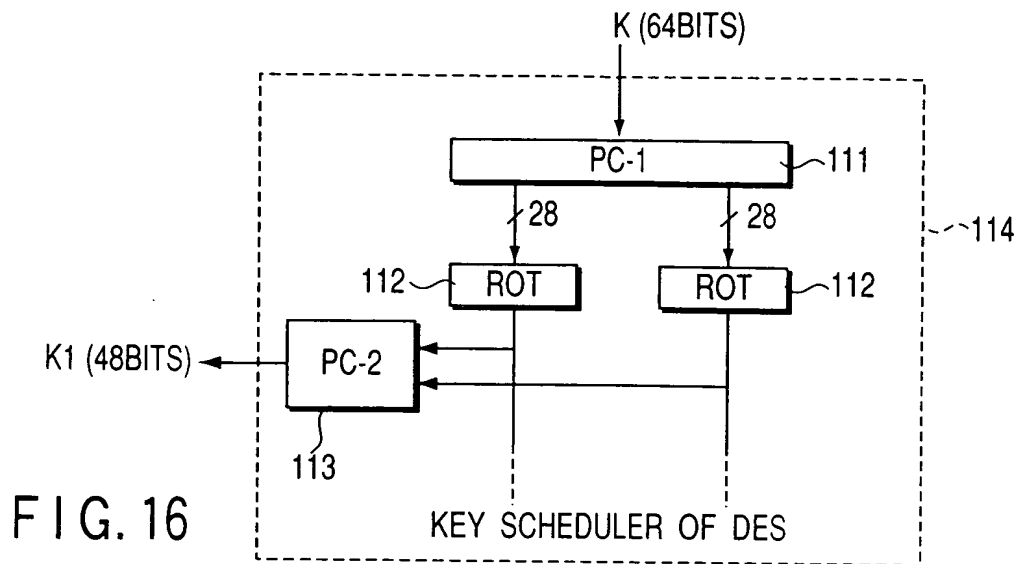 K (64BITS)
PC-1
111
28
28
114
112
ROT
ROT
112
K1 (48BITS)
PC-2
113
FIG. 16
KEY SCHEDULER OF DES